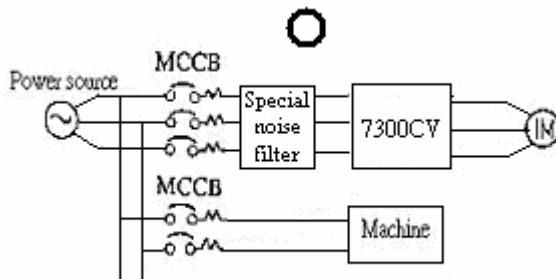 MCCB
Power source
Special
noise
filter
7300CV
IM
MCCB
Machine